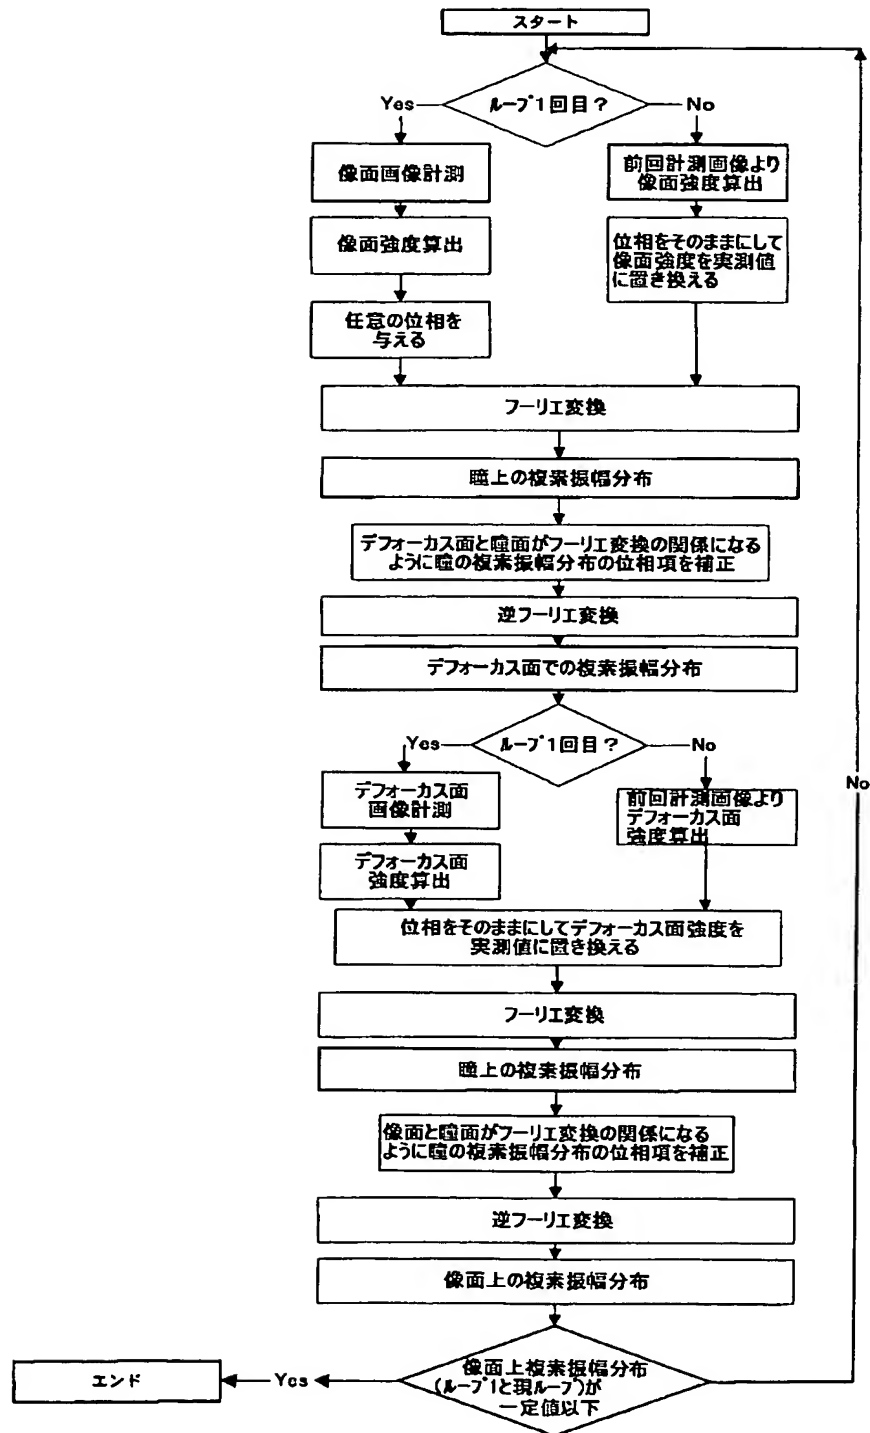 スタート
ループ1回目？
Yes
No
像面画像計測
前回計測画像より
像面強度算出
像面強度算出
位相をそのままにして
像面強度を実測値
に置き換える
任意の位相を
与える
フーリエ変換
瞳上の複素振幅分布
デフォーカス面と瞳面がフーリエ変換の関係になる
ように瞳の複素振幅分布の位相項を補正
逆フーリエ変換
デフォーカス面での複素振幅分布
ループ1回目？
Yes
No
デフォーカス面
画像計測
前回計測画像より
デフォーカス面
強度算出
No
デフォーカス面
強度算出
位相をそのままにしてデフォーカス面強度を
実測値に置き換える
フーリエ変換
瞳上の複素振幅分布
像面と瞳面がフーリエ変換の関係になる
ように瞳の複素振幅分布の位相項を補正
逆フーリエ変換
像面上の複素振幅分布
像面上複素振幅分布
(ループ1と現ループ)が
一定値以下
Yes
エンド